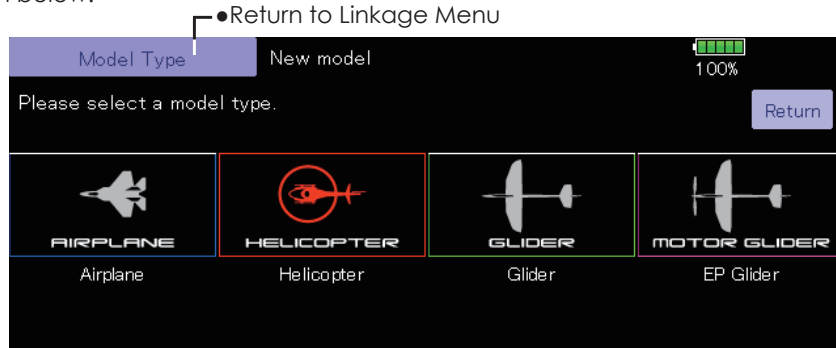 below.
●Return to Linkage Menu
Model Type New model 100%
Please select a model type.
Return
AIRPLANE HELICOPTER GLIDER MOTOR GLIDER
Airplane Helicopter Glider EP Glider